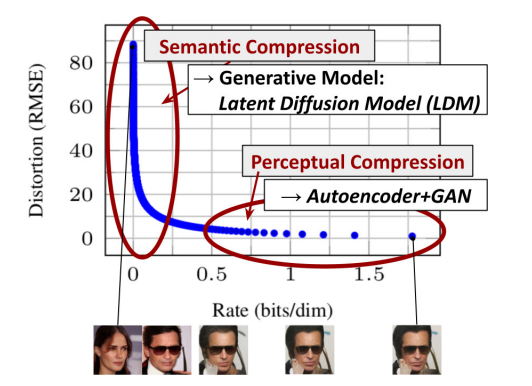 Semantic Compression
→ Generative Model:
Latent Diffusion Model (LDM)
Perceptual Compression
→ Autoencoder+GAN
Distortion (RMSE)
80
60
40
20
0
0
0.5
1
1.5
Rate (bits/dim)